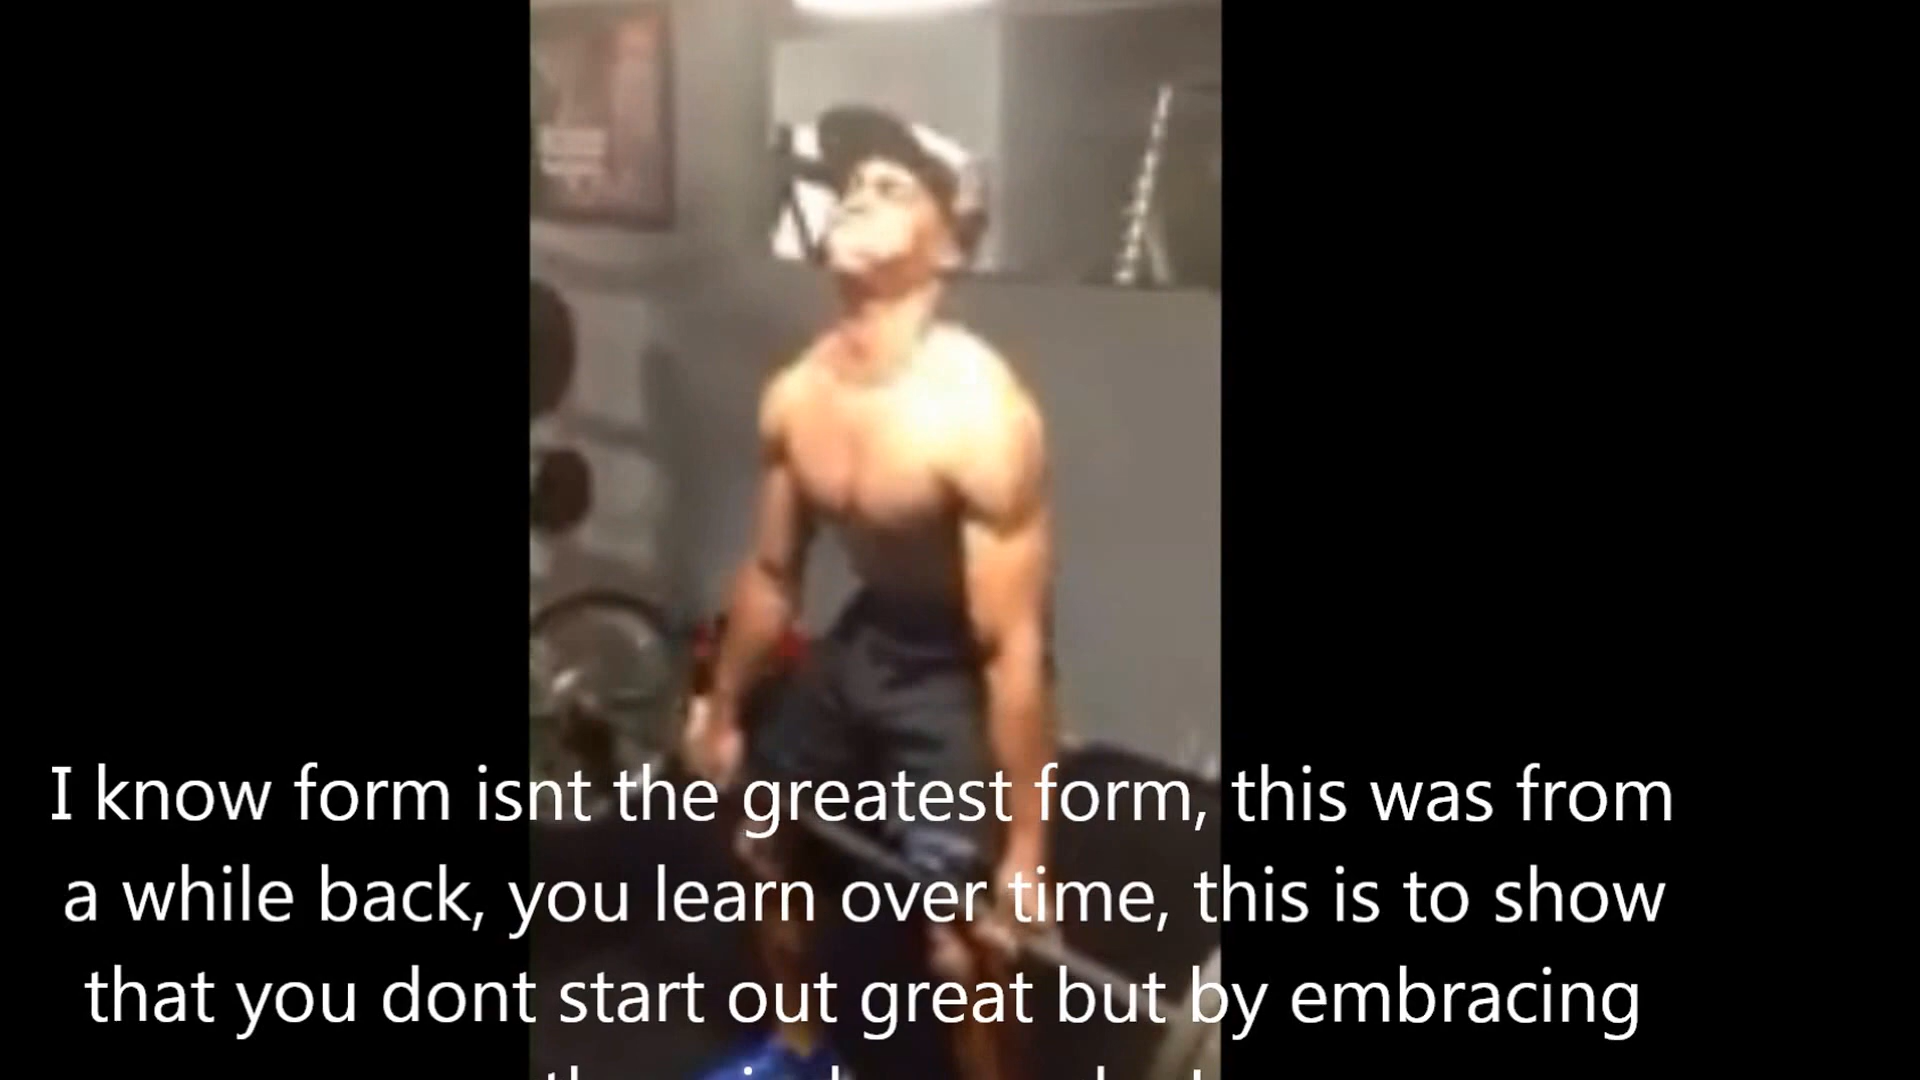 I know form isnt the greatest form, this was from
a while back, you learn over time, this is to show
that you dont start out great but by embracing